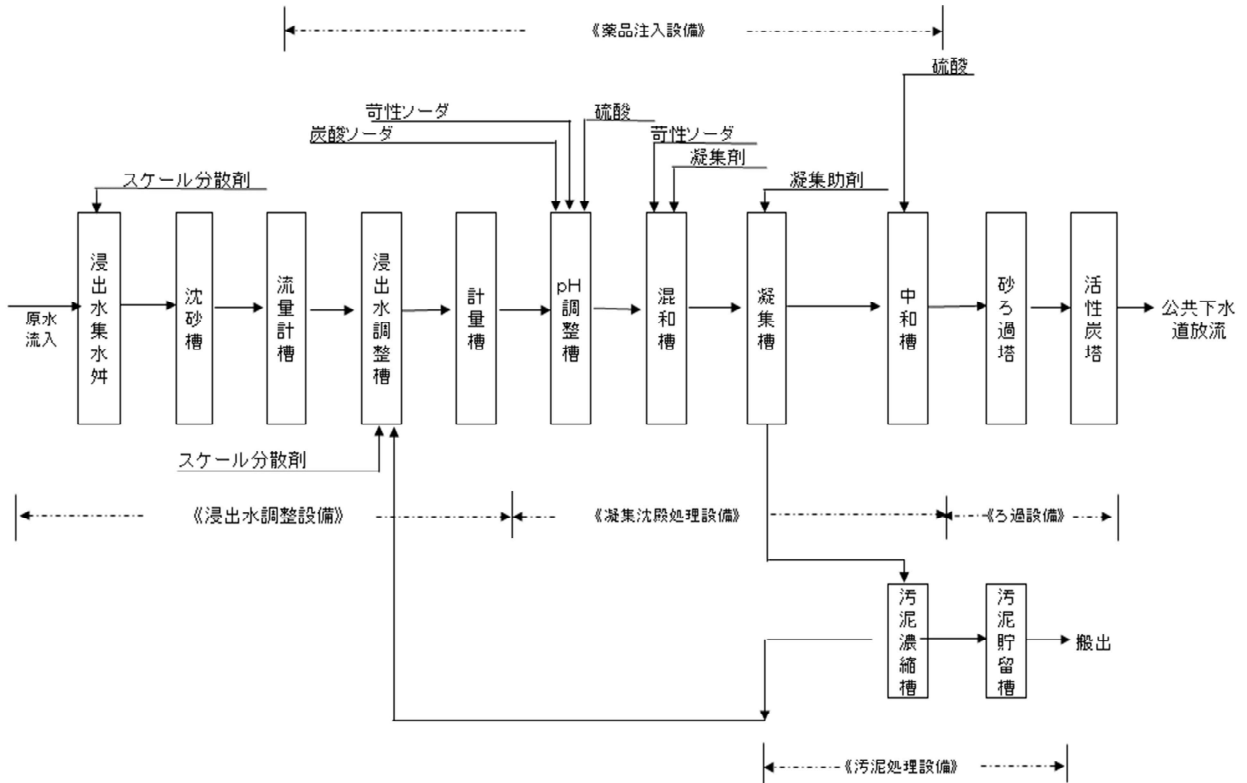 《薬品注入設備》
硫酸
苛性ソーダ
硫酸
炭酸ソーダ
苛性ソーダ
凝集剤
スケール分散剤
凝集助剤
浸出水集水舛
沈砂槽
流量計槽
浸出水調整槽
計量槽
pH調整槽
混和槽
凝集槽
中和槽
砂ろ過塔
活性炭塔
原水
流入
公共下水
道放流
スケール分散剤
《浸出水調整設備》
《凝集沈殿処理設備》
《ろ過設備》
汚泥濃縮槽
汚泥貯留槽
搬出
《汚泥処理設備》